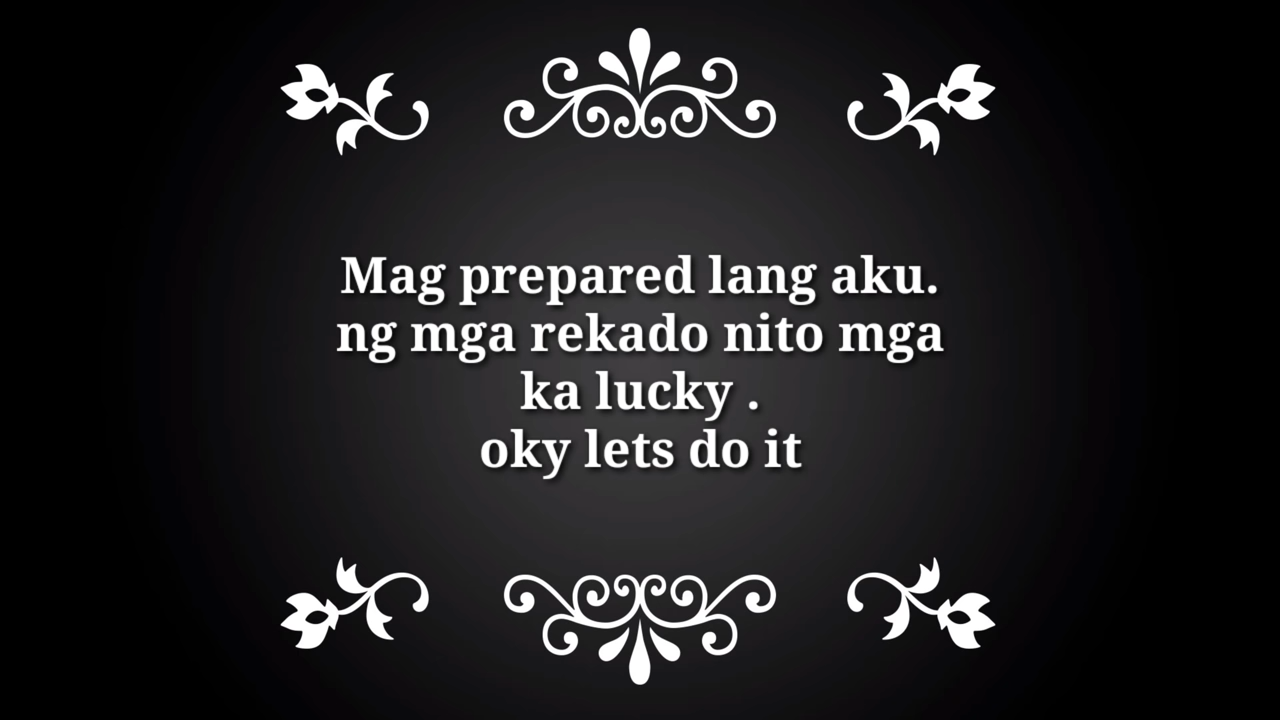 Mag prepared lang aku.
ng mga rekado nito mga
ka lucky .
oky lets do it